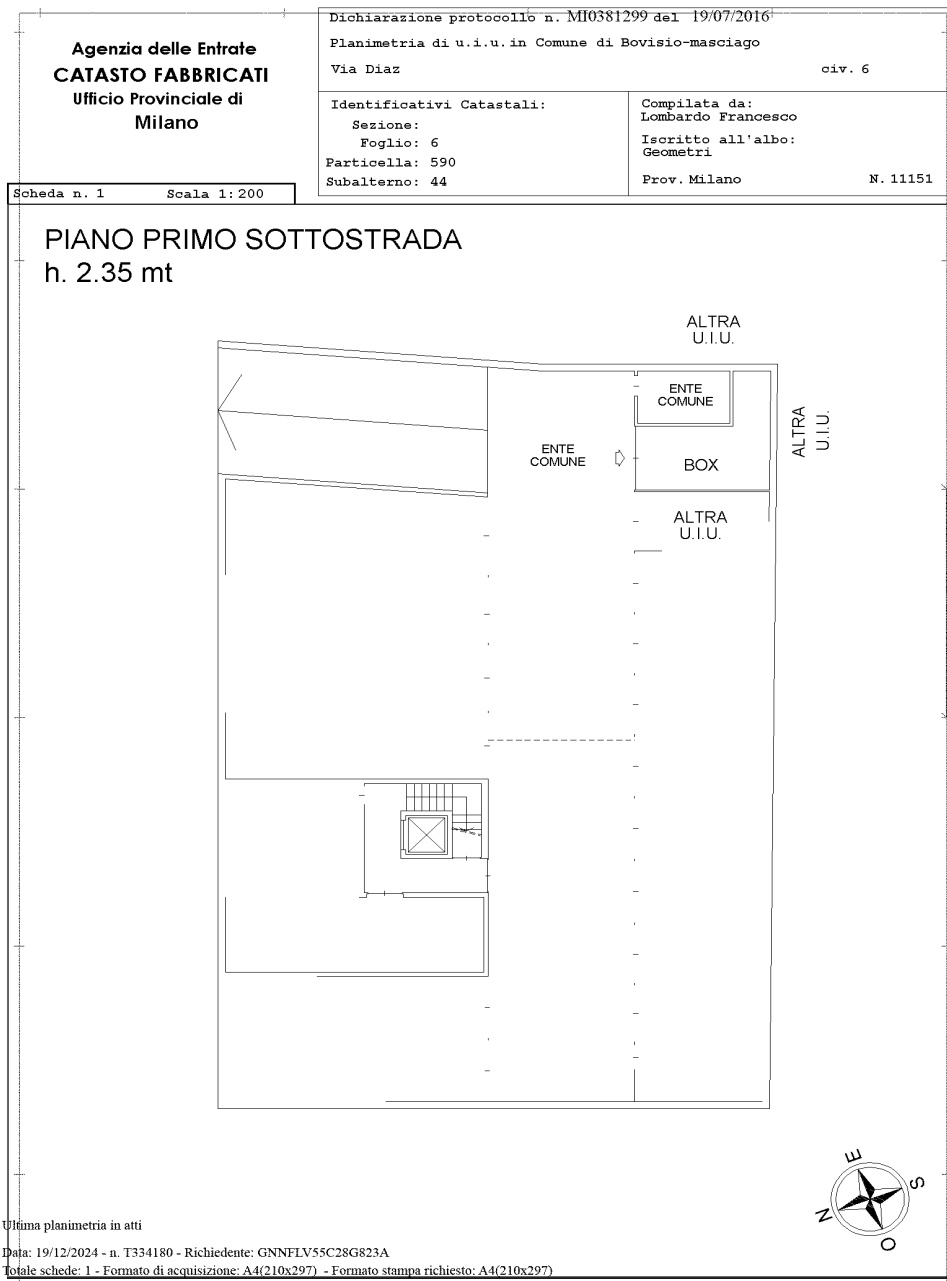 Agenzia delle Entrate
CATASTO FABBRICATI
Ufficio Provinciale di
Milano
Dichiarazione protocollo n. MI0381299 del 19/07/2016
Planimetria di u.i.u. in Comune di Bovisio-masciago
Via Diaz civ. 6
Identificativi Catastali:
Sezione:
Foglio: 6
Particella: 590
Subalterno: 44
Compilata da:
Lombardo Francesco
Iscritto all'albo:
Geometri
Prov. Milano N. 11151
Scheda n. 1 Scala 1:200
PIANO PRIMO SOTTOSTRADA
h. 2.35 mt
ALTRA
U.I.U.
ENTE
COMUNE
ALTRA
U.I.U.
ENTE
COMUNE
BOX
ALTRA
U.I.U.
E
S
N
O
Ultima planimetria in atti
Data: 19/12/2024 - n. T334180 - Richiedente: GNNFLV55C28G823A
Totale schede: 1 - Formato di acquisizione: A4(210x297) - Formato stampa richiesto: A4(210x297)